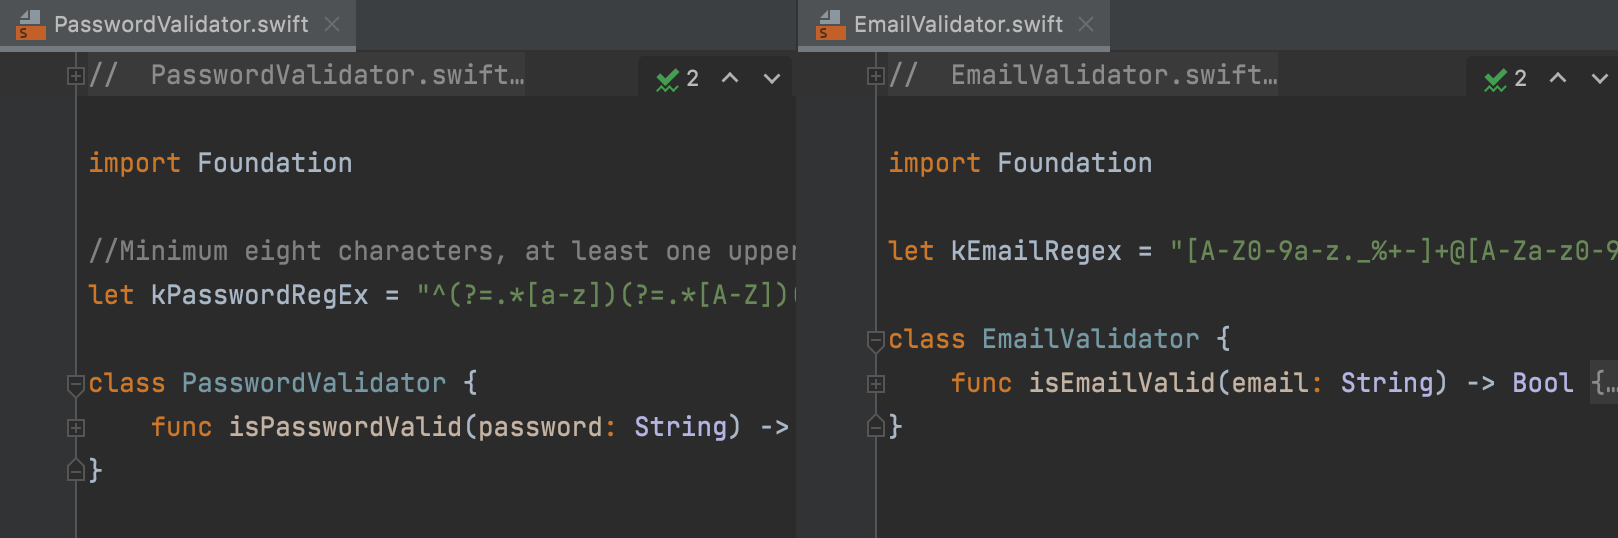 PasswordValidator.swift
//  PasswordValidator.swift…
2
import Foundation
//Minimum eight characters, at least one upper
let kPasswordRegEx = "^(?=.*[a-z])(?=.*[A-Z])(
class PasswordValidator {
func isPasswordValid(password: String) ->
}
EmailValidator.swift
//  EmailValidator.swift…
2
import Foundation
let kEmailRegex = "[A-Z0-9a-z._%+-]+@[A-Za-z0-9
class EmailValidator {
func isEmailValid(email: String) -> Bool {…
}